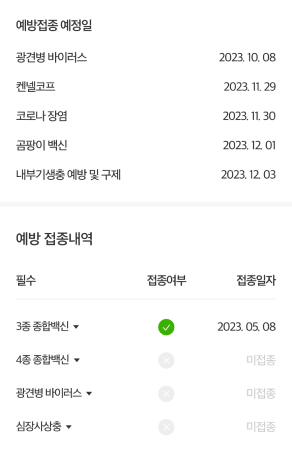 예방접종 예정일
광견병 바이러스 2023. 10. 08
켄넬코프 2023. 11. 29
코로나 장염 2023. 11. 30
곰팡이 백신 2023. 12. 01
내부기생충 예방 및 구제 2023. 12. 03
예방 접종내역
필수 접종여부 접종일자
3종 종합백신 2023. 05. 08
4종 종합백신 미접종
광견병 바이러스 미접종
심장사상충 미접종